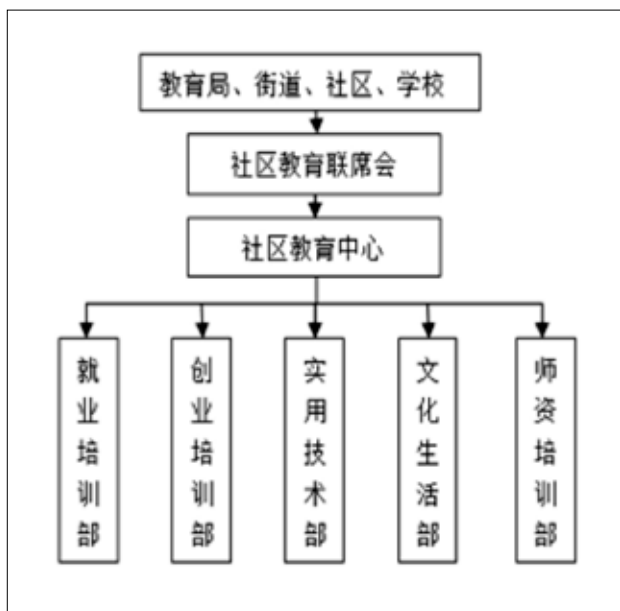 教育局、街道、社区、学校
社区教育联席会
社区教育中心
就业培训部
创业培训部
实用技术部
文化生活部
师资培训部